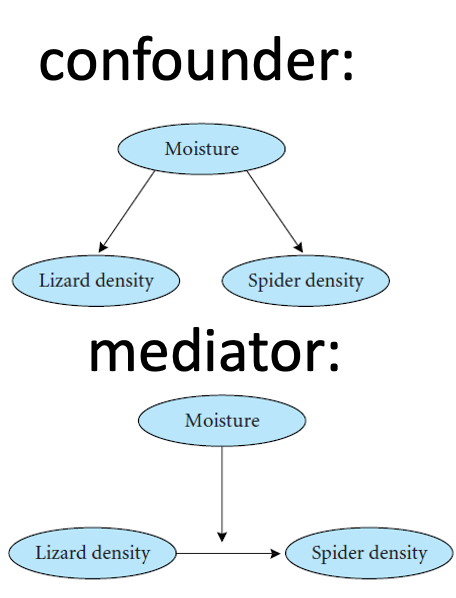 confounder:
Moisture
Lizard density
Spider density
mediator:
Moisture
Lizard density
Spider density